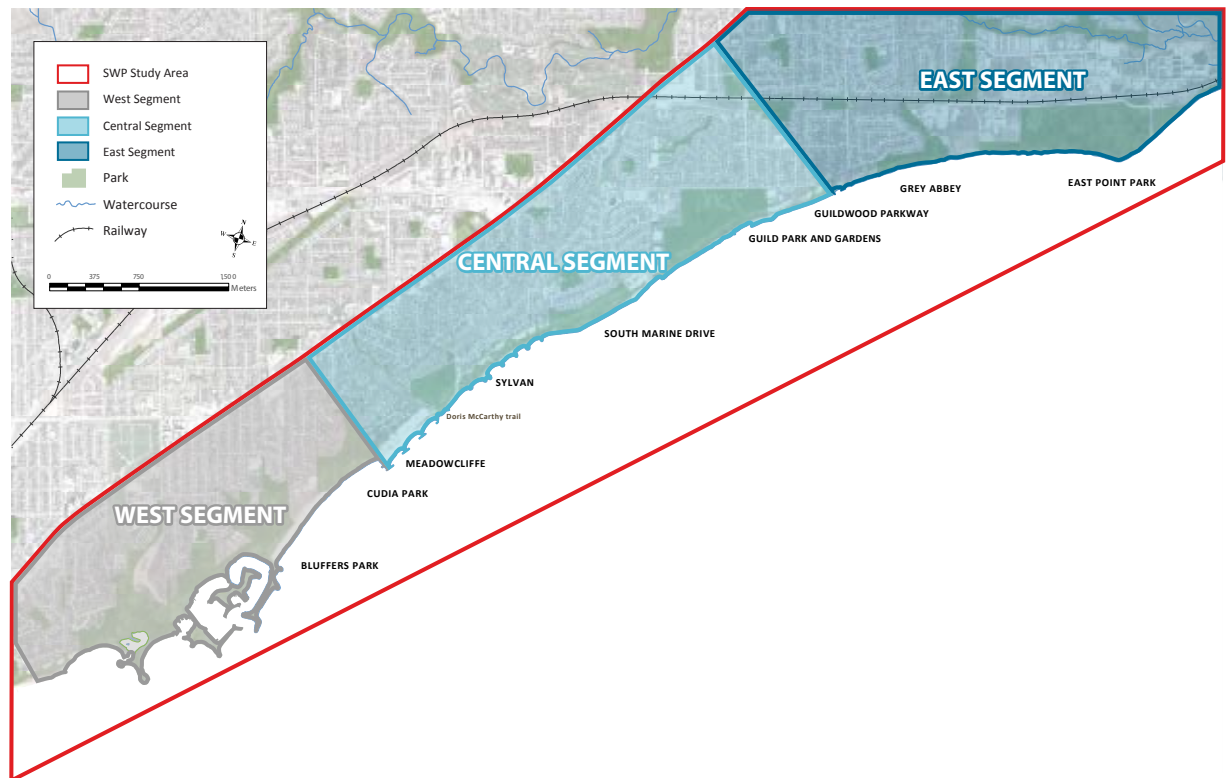 SWP Study Area
West Segment
Central Segment
East Segment
Park
Watercourse
Railway
N
W
E
S
0 375 750 1500
Meters
EAST SEGMENT
GREY ABBEY
EAST POINT PARK
GUILDWOOD PARKWAY
GUILD PARK AND GARDENS
CENTRAL SEGMENT
SOUTH MARINE DRIVE
SYLVAN
Doris McCarthy trail
MEADOWCLIFFE
CUDIA PARK
WEST SEGMENT
BLUFFERS PARK